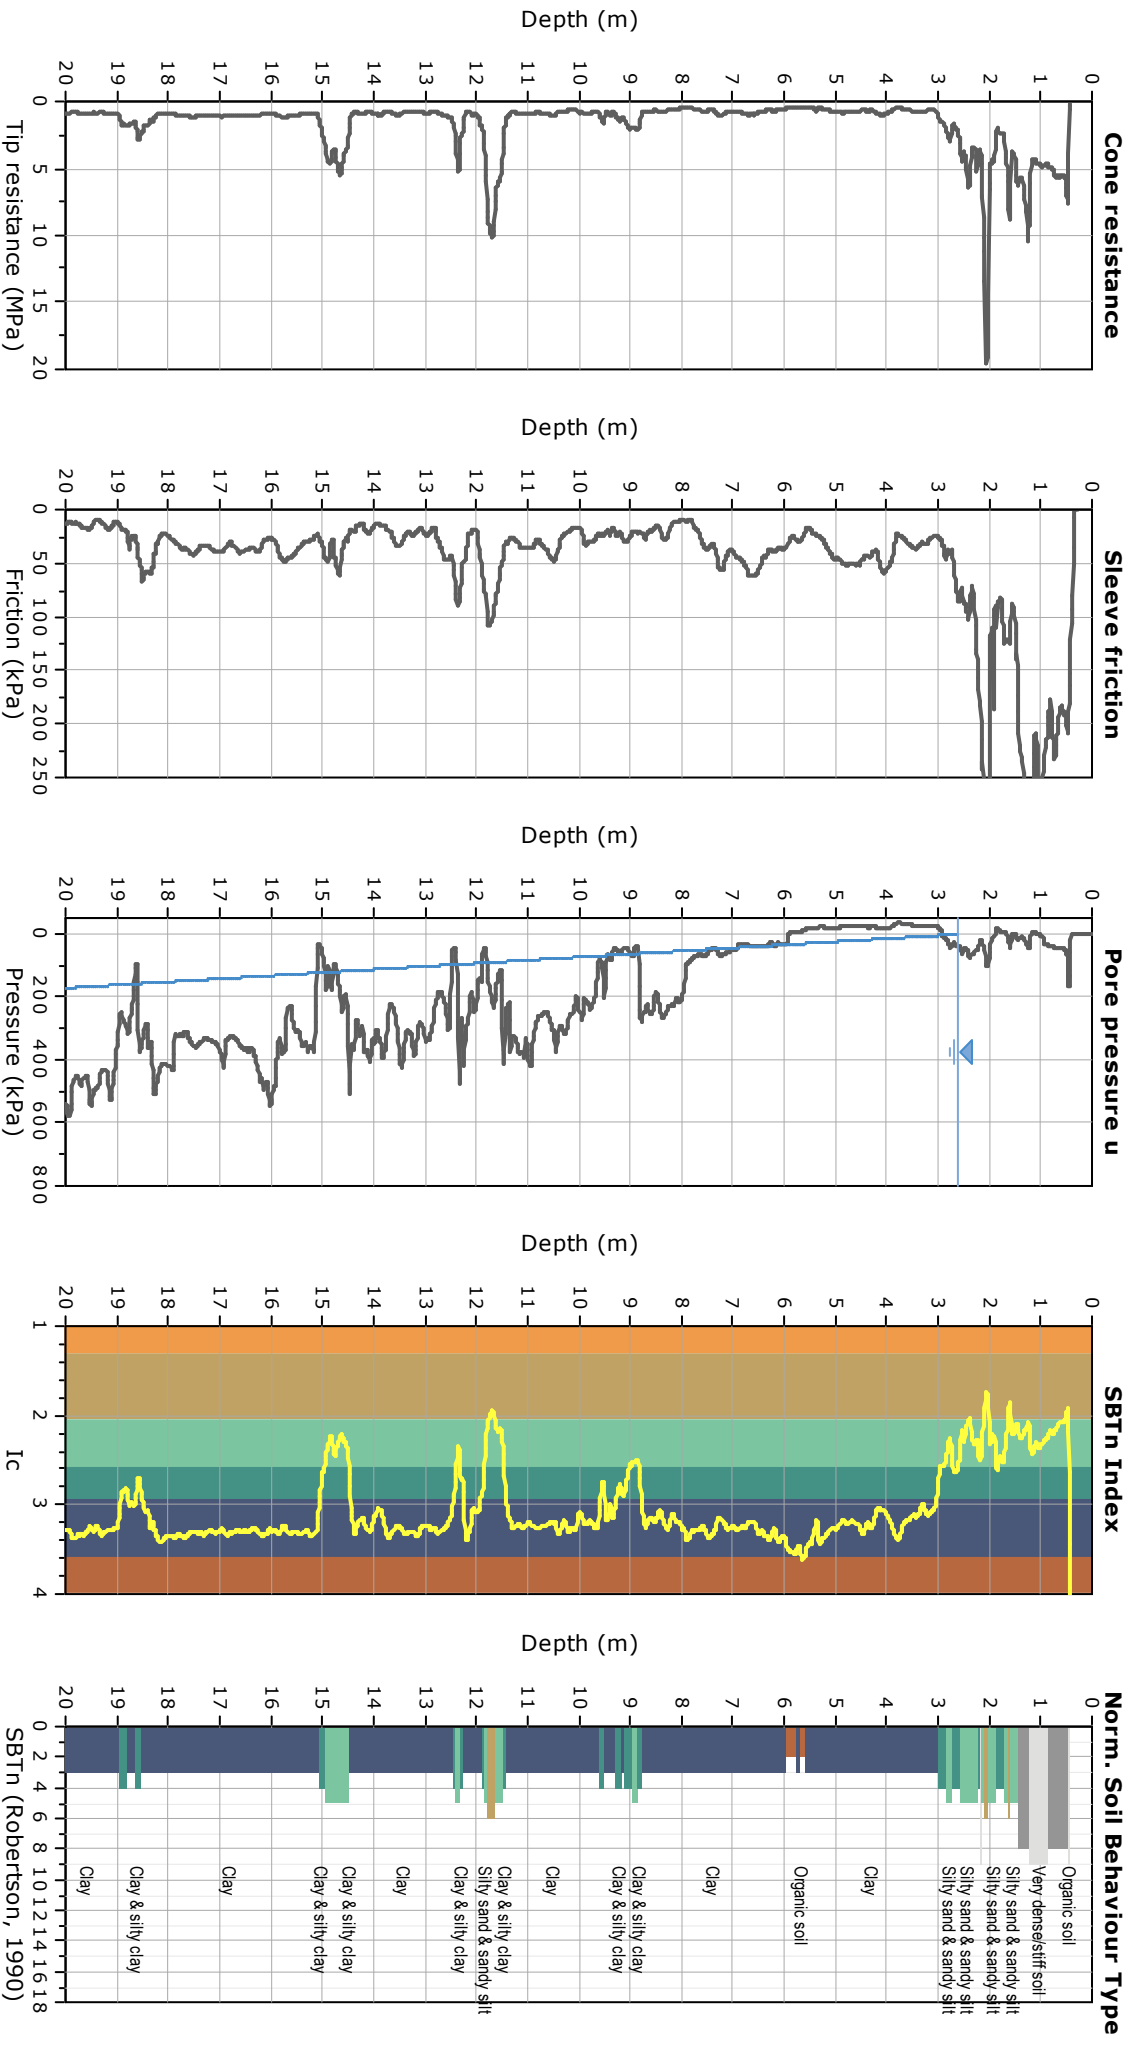 Cone resistance
Depth (m)
0
1
2
3
4
5
6
7
8
9
10
11
12
13
14
15
16
17
18
19
20
0 5 10 15 20
Tip resistance (MPa)
Sleeve friction
Depth (m)
0
1
2
3
4
5
6
7
8
9
10
11
12
13
14
15
16
17
18
19
20
0 50 100 150 200 250
Friction (kPa)
Pore pressure u
Depth (m)
0
1
2
3
4
5
6
7
8
9
10
11
12
13
14
15
16
17
18
19
20
0 200 400 600 800
Pressure (kPa)
SBTn Index
Depth (m)
0
1
2
3
4
5
6
7
8
9
10
11
12
13
14
15
16
17
18
19
20
1 2 3 4
Ic
Norm. Soil Behaviour Type
Depth (m)
0
1
2
3
4
5
6
7
8
9
10
11
12
13
14
15
16
17
18
19
20
Organic soil
Very dense/stiff soil
Silty sand & sandy silt
Silty sand & sandy silt
Silty sand & sandy silt
Silty sand & sandy silt
Clay
Organic soil
Clay
Clay & silty clay
Clay & silty clay
Clay
Clay & silty clay
Silty sand & sandy silt
Clay & silty clay
Clay
Clay & silty clay
Clay & silty clay
Clay
Clay & silty clay
Clay
0 2 4 6 8 10 12 14 16 18
SBTn (Robertson, 1990)